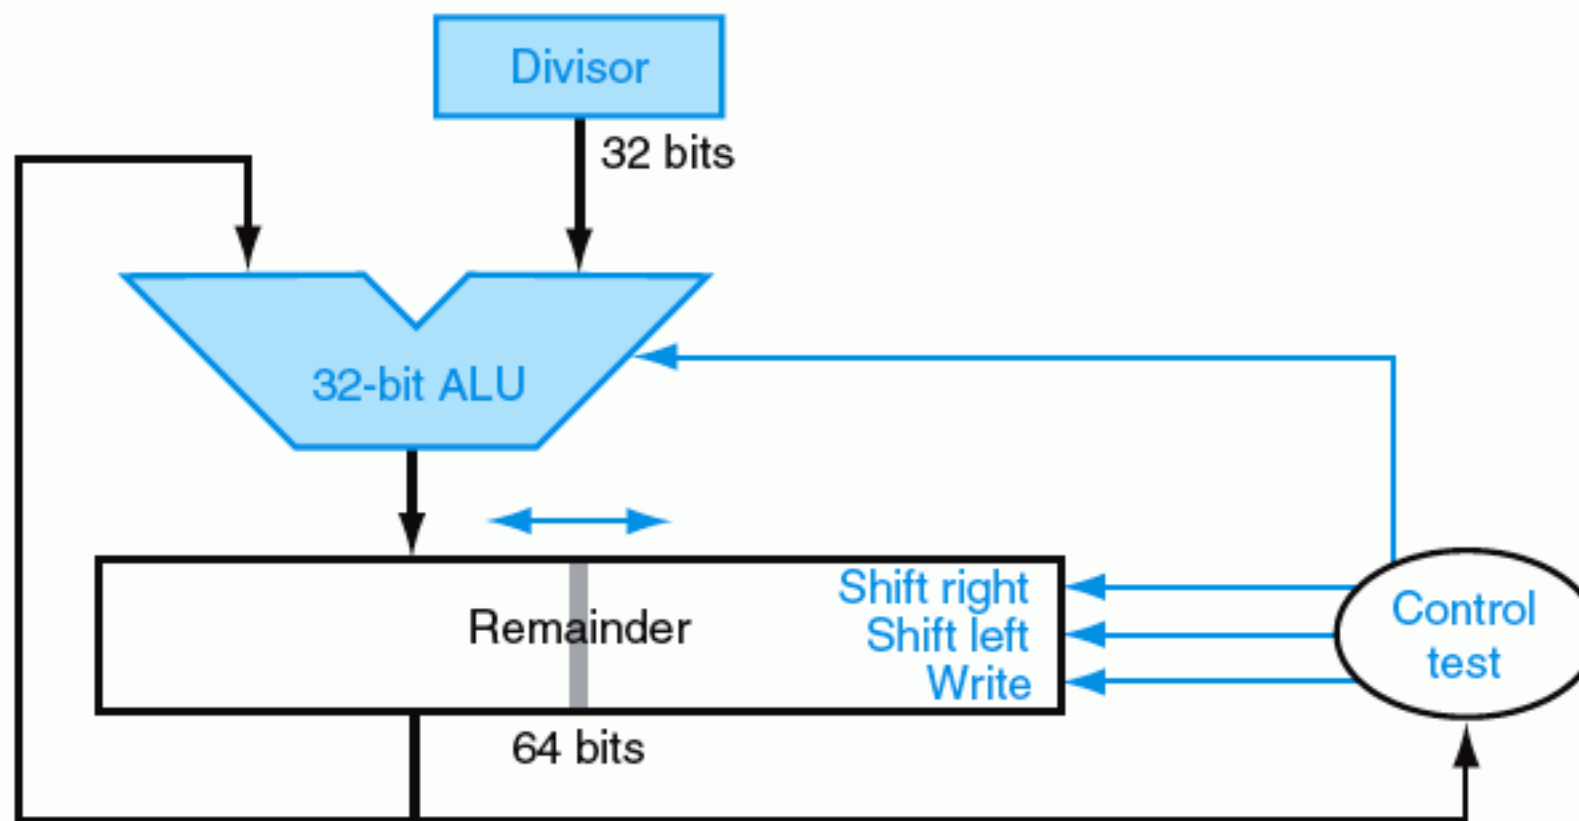 Divisor
32 bits
32-bit ALU
Remainder
Shift right
Shift left
Write
Control
test
64 bits